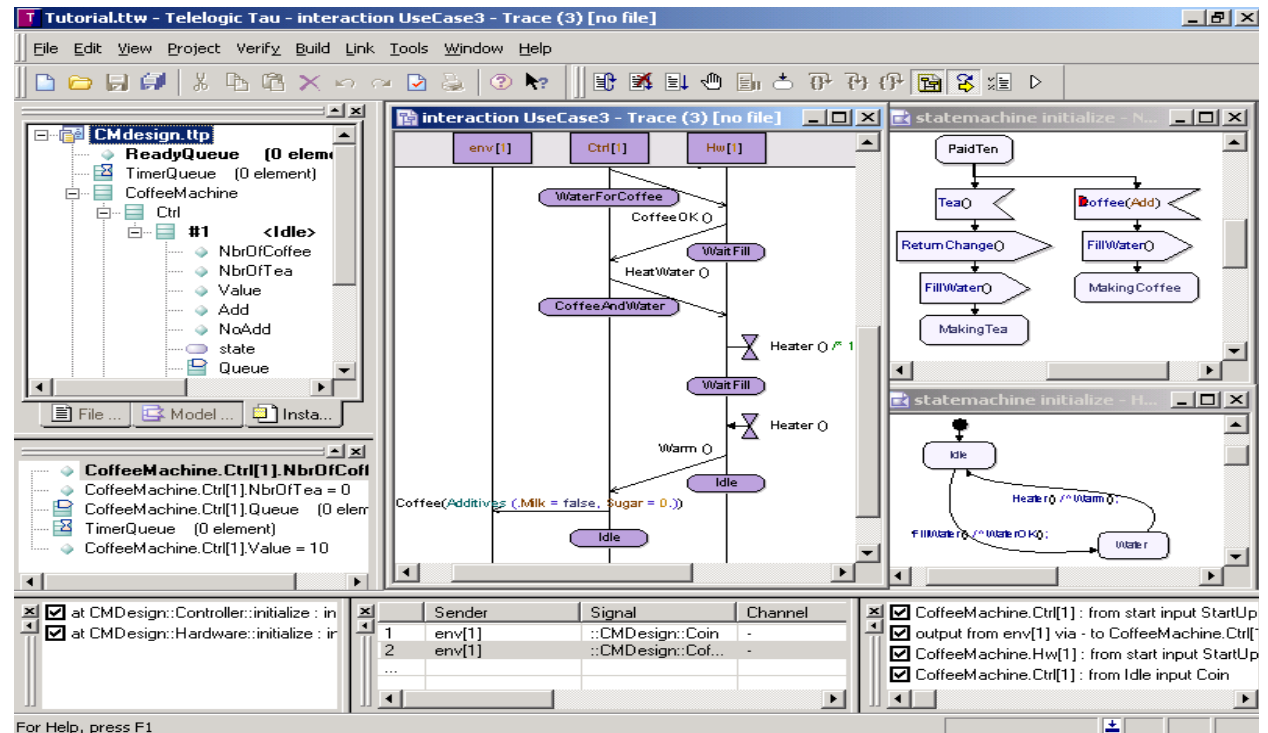 Tutorial.ttw - Telelogic Tau - interaction UseCase3 - Trace (3) [no file]
File Edit View Project Verify Build Link Tools Window Help
CMdesign.ttp
ReadyQueue (0 eleme
TimerQueue (0 element)
CoffeeMachine
Ctrl
#1 <Idle>
NbrOfCoffee
NbrOfTea
Value
Add
NoAdd
state
Queue
File ... Model ... Insta...
CoffeeMachine.Ctrl[1].NbrOfCoff
CoffeeMachine.Ctrl[1].NbrOfTea = 0
CoffeeMachine.Ctrl[1].Queue (0 elem
TimerQueue (0 element)
CoffeeMachine.Ctrl[1].Value = 10
interaction UseCase3 - Trace (3) [no file]
env[1] Ctrl[1] Hw[1]
WaterForCoffee
CoffeeOK ()
WaitFill
HeatWater ()
CoffeeAndWater
Heater () /* 1
WaitFill
Heater ()
Warm ()
Idle
Coffee(Additives (.Milk = false, Sugar = 0.))
Idle
statemachine initialize - N...
PaidTen
Tea() Coffee(Add)
ReturnChange() FillWater()
FillWater() MakingCoffee
MakingTea
statemachine initialize - H...
Idle
Heater() /^Warm();
FillWater() /^WaterOK();
Water
at CMDesign::Controller::initialize : in
at CMDesign::Hardware::initialize : ir
Sender Signal Channel
1 env[1] ::CMDesign::Coin -
2 env[1] ::CMDesign::Cof... -
...
CoffeeMachine.Ctrl[1] : from start input StartUp
output from env[1] via - to CoffeeMachine.Ctrl[
CoffeeMachine.Hw[1] : from start input StartUp
CoffeeMachine.Ctrl[1] : from Idle input Coin
For Help, press F1